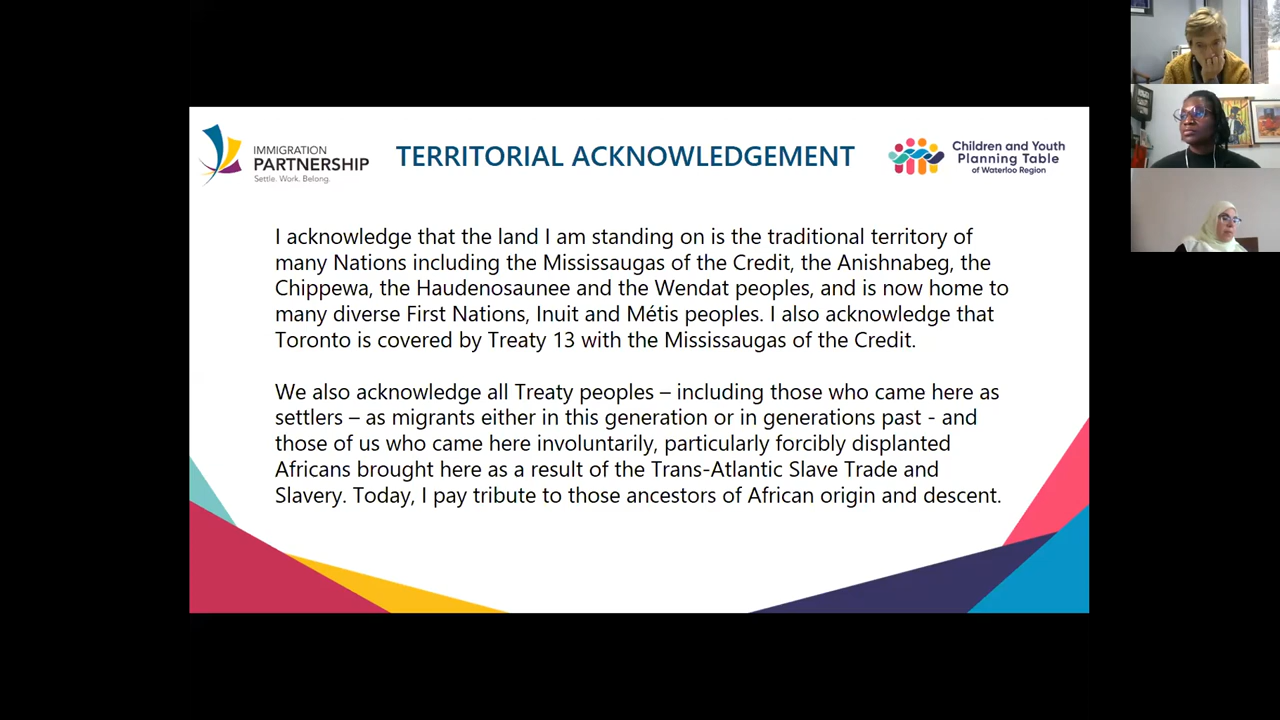 IMMIGRATION
PARTNERSHIP
Settle. Work. Belong.
TERRITORIAL ACKNOWLEDGEMENT
Children and Youth
Planning Table
of Waterloo Region
I acknowledge that the land I am standing on is the traditional territory of
many Nations including the Mississaugas of the Credit, the Anishnabeg, the
Chippewa, the Haudenosaunee and the Wendat peoples, and is now home to
many diverse First Nations, Inuit and Métis peoples. I also acknowledge that
Toronto is covered by Treaty 13 with the Mississaugas of the Credit.
We also acknowledge all Treaty peoples – including those who came here as
settlers – as migrants either in this generation or in generations past - and
those of us who came here involuntarily, particularly forcibly displanted
Africans brought here as a result of the Trans-Atlantic Slave Trade and
Slavery. Today, I pay tribute to those ancestors of African origin and descent.